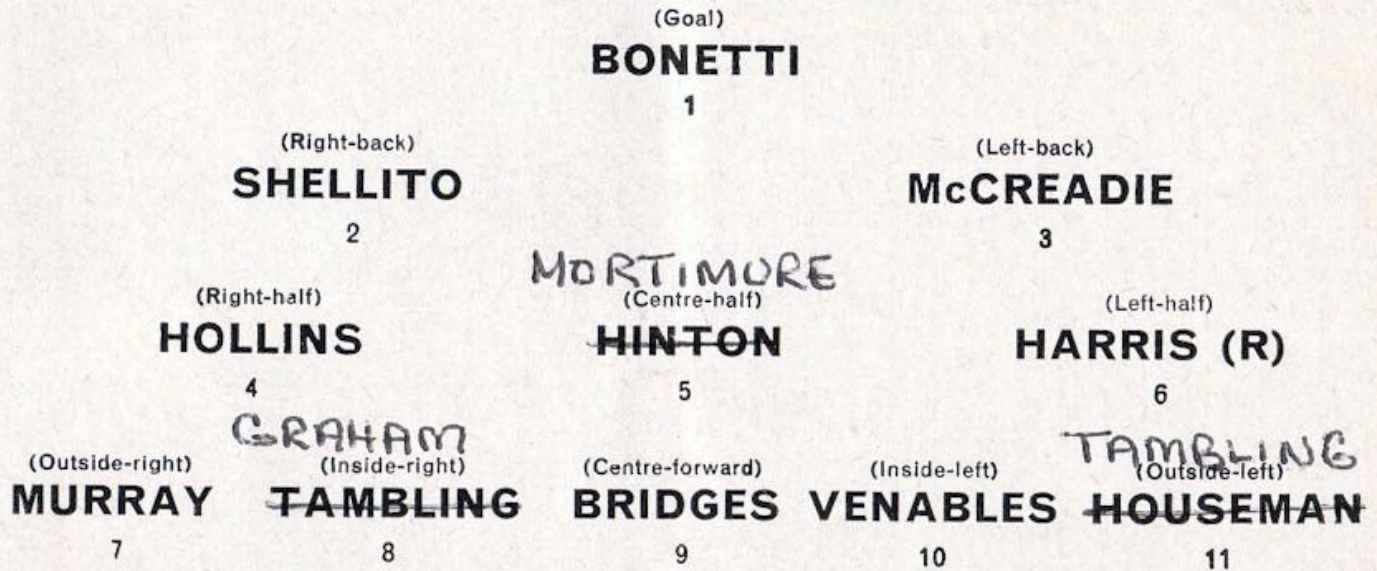 (Goal)
BONETTI
1
(Right-back)
SHELLITO
2
(Left-back)
McCREADIE
3
(Right-half)
HOLLINS
4
MORTIMORE
(Centre-half)
HINTON
5
(Left-half)
HARRIS (R)
6
(Outside-right)
MURRAY
7
GRAHAM
(Inside-right)
TAMBLING
8
(Centre-forward)
BRIDGES
9
(Inside-left)
VENABLES
10
TAMBLING
(Outside-left)
HOUSEMAN
11